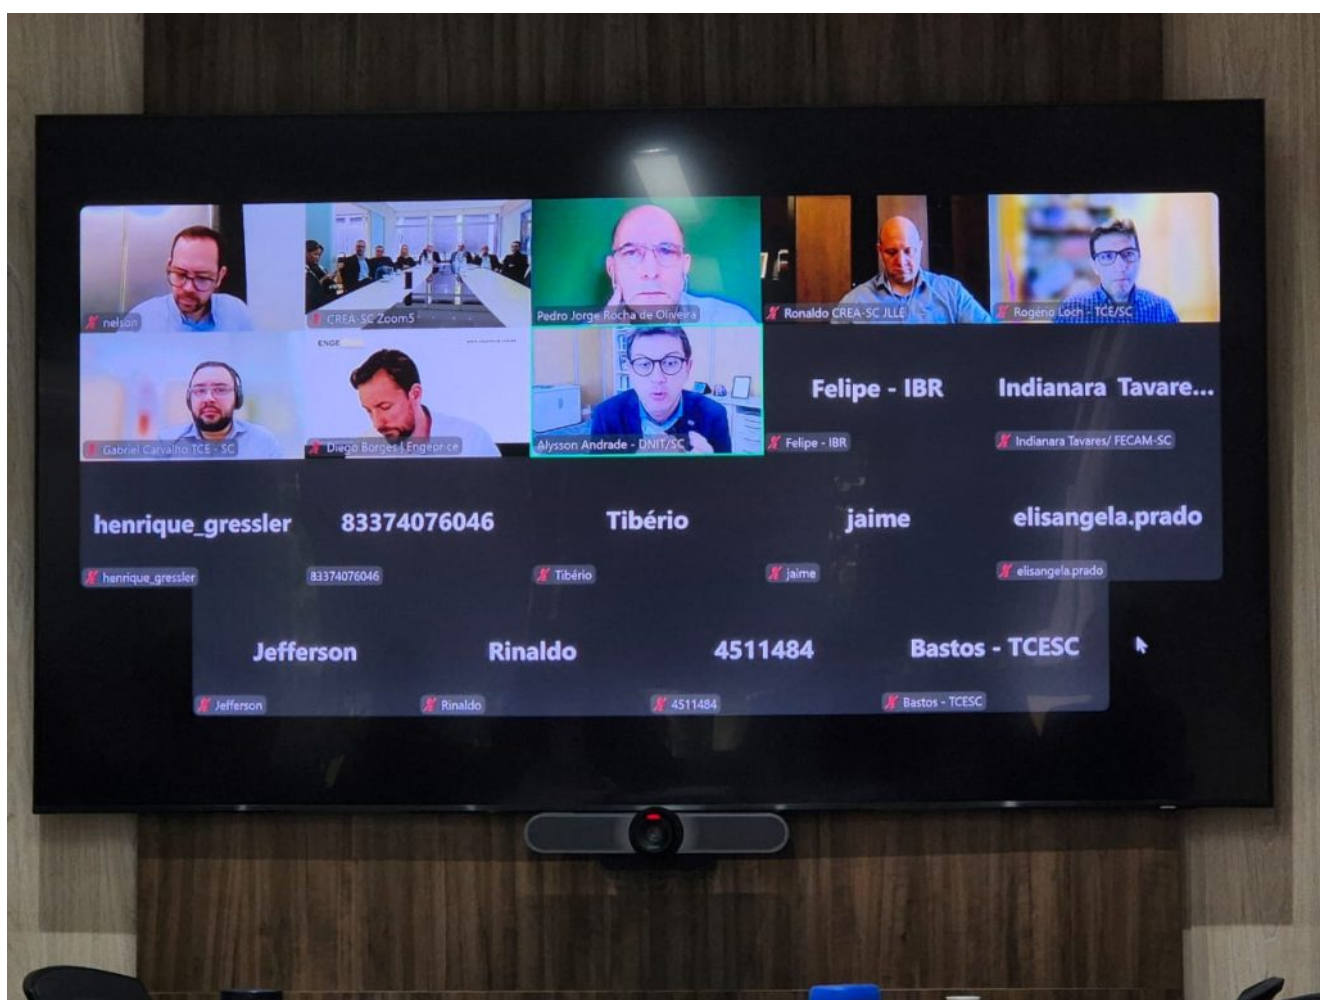 nelson
CREA-SC Zoom5
Pedro Jorge Rocha de Oliveira
Ronaldo CREA-SC JLLE
Rogério Loch - TCE/SC
ENGE
Gabriel Carvalho TCE - SC
Diego Borges | Engeprice
Alysson Andrade - DNIT/SC
Felipe - IBR
Felipe - IBR
Indianara Tavare...
Indianara Tavares/ FECAM-SC
henrique_gressler
henrique_gressler
83374076046
83374076046
Tibério
Tibério
jaime
jaime
elisangela.prado
elisangela.prado
Jefferson
Jefferson
Rinaldo
Rinaldo
4511484
4511484
Bastos - TCESC
Bastos - TCESC